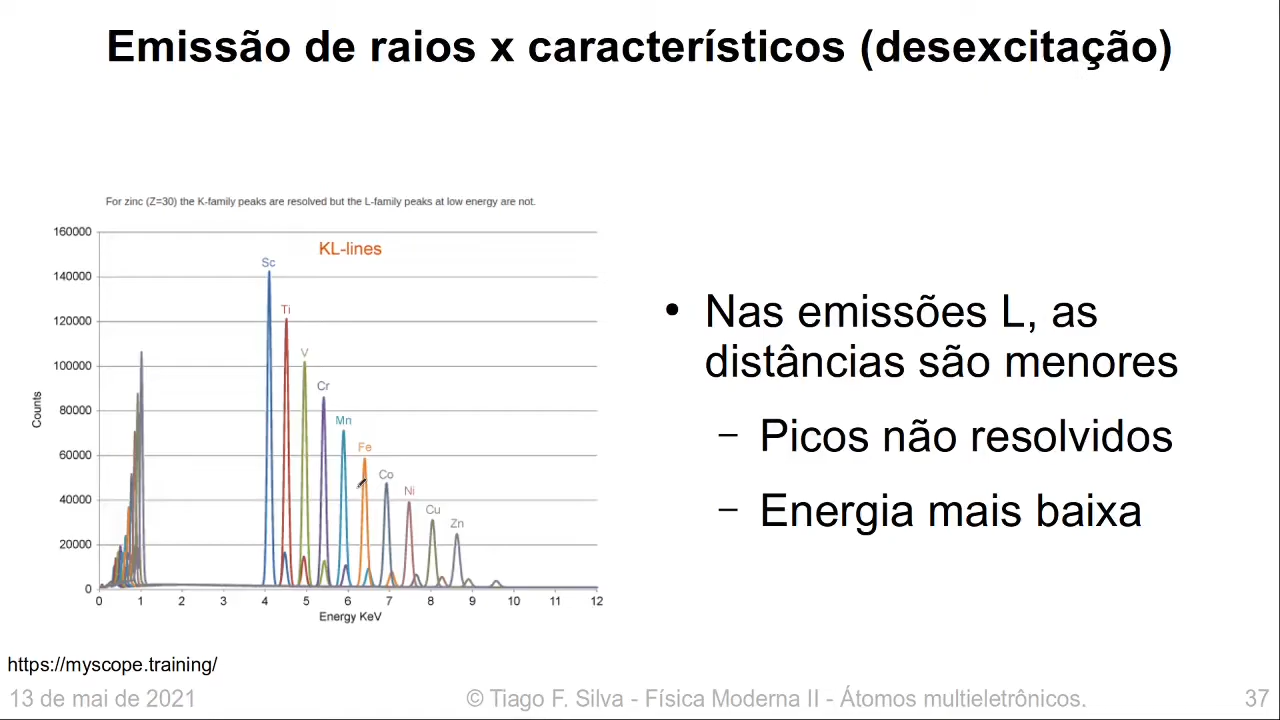 Emissão de raios x característicos (desexcitação)
For zinc (Z=30) the K-family peaks are resolved but the L-family peaks at low energy are not.
KL-lines
160000
140000
120000
100000
80000
60000
40000
20000
0
Counts
Sc
Ti
V
Cr
Mn
Fe
Co
Ni
Cu
Zn
0 1 2 3 4 5 6 7 8 9 10 11 12
Energy KeV
• Nas emissões L, as
distâncias são menores
– Picos não resolvidos
– Energia mais baixa
https://myscope.training/
13 de mai de 2021
© Tiago F. Silva - Física Moderna II - Átomos multieletrônicos.
37